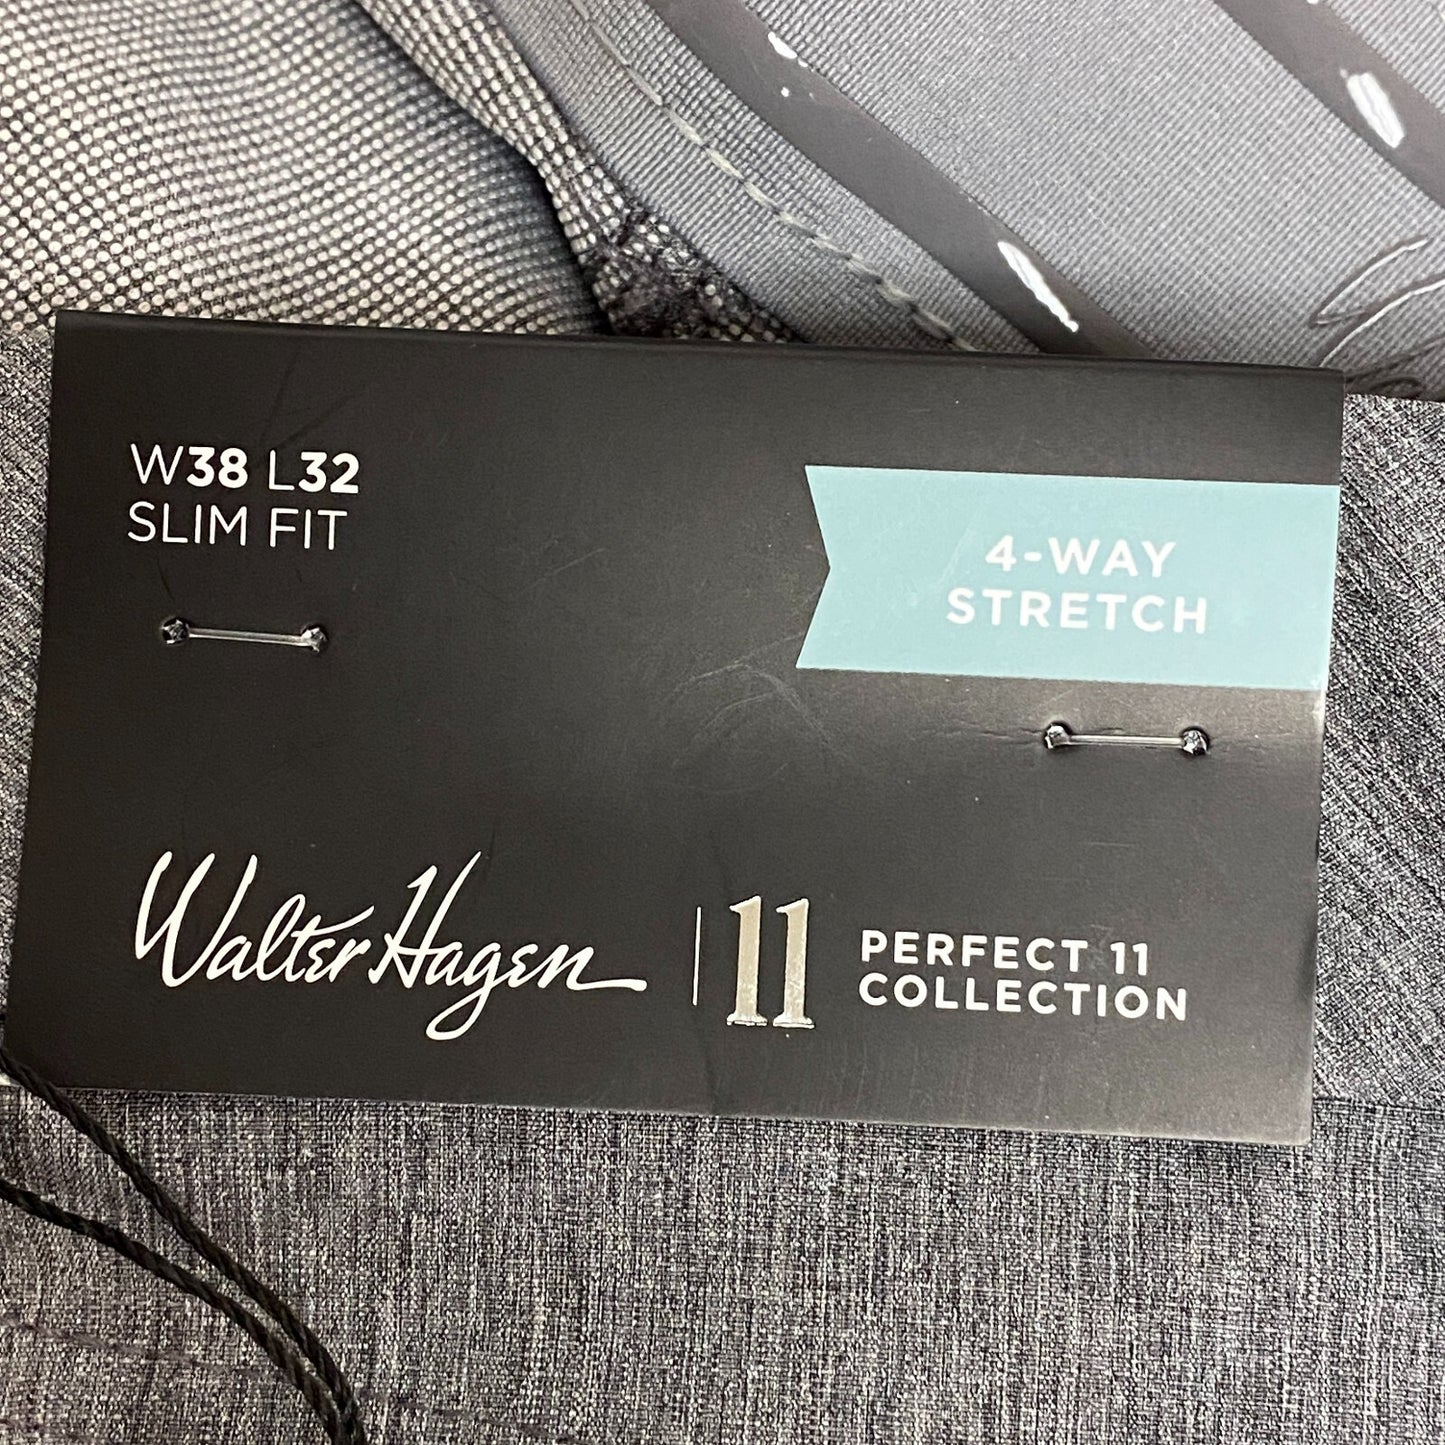 W38 L32
SLIM FIT
4-WAY
STRETCH
Walter Hagen
11
PERFECT 11
COLLECTION